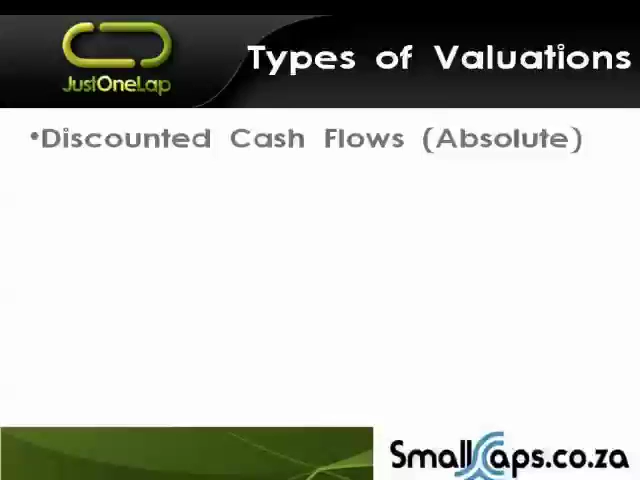 JustOneLap
Types of Valuations
•Discounted Cash Flows (Absolute)
SmallCaps.co.za